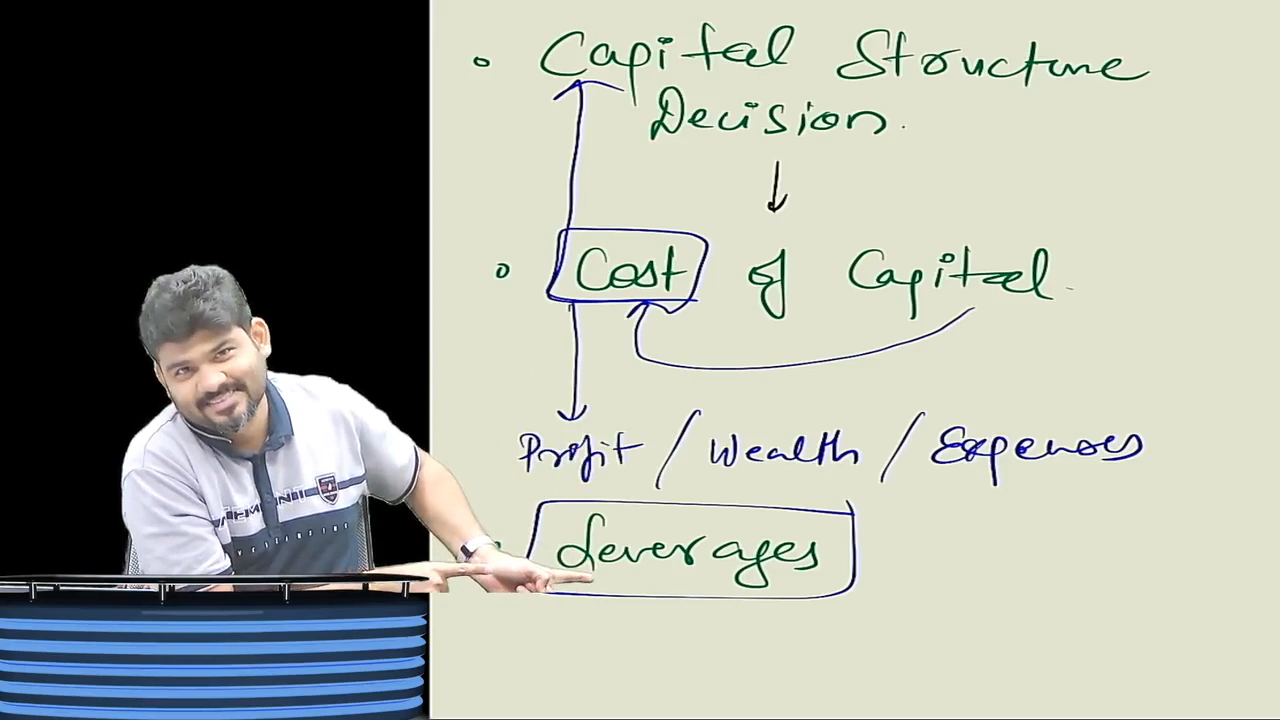 • Capital Structure
Decision.
↓
• Cost of Capital.
Profit / Wealth / Expenses
• Leverages